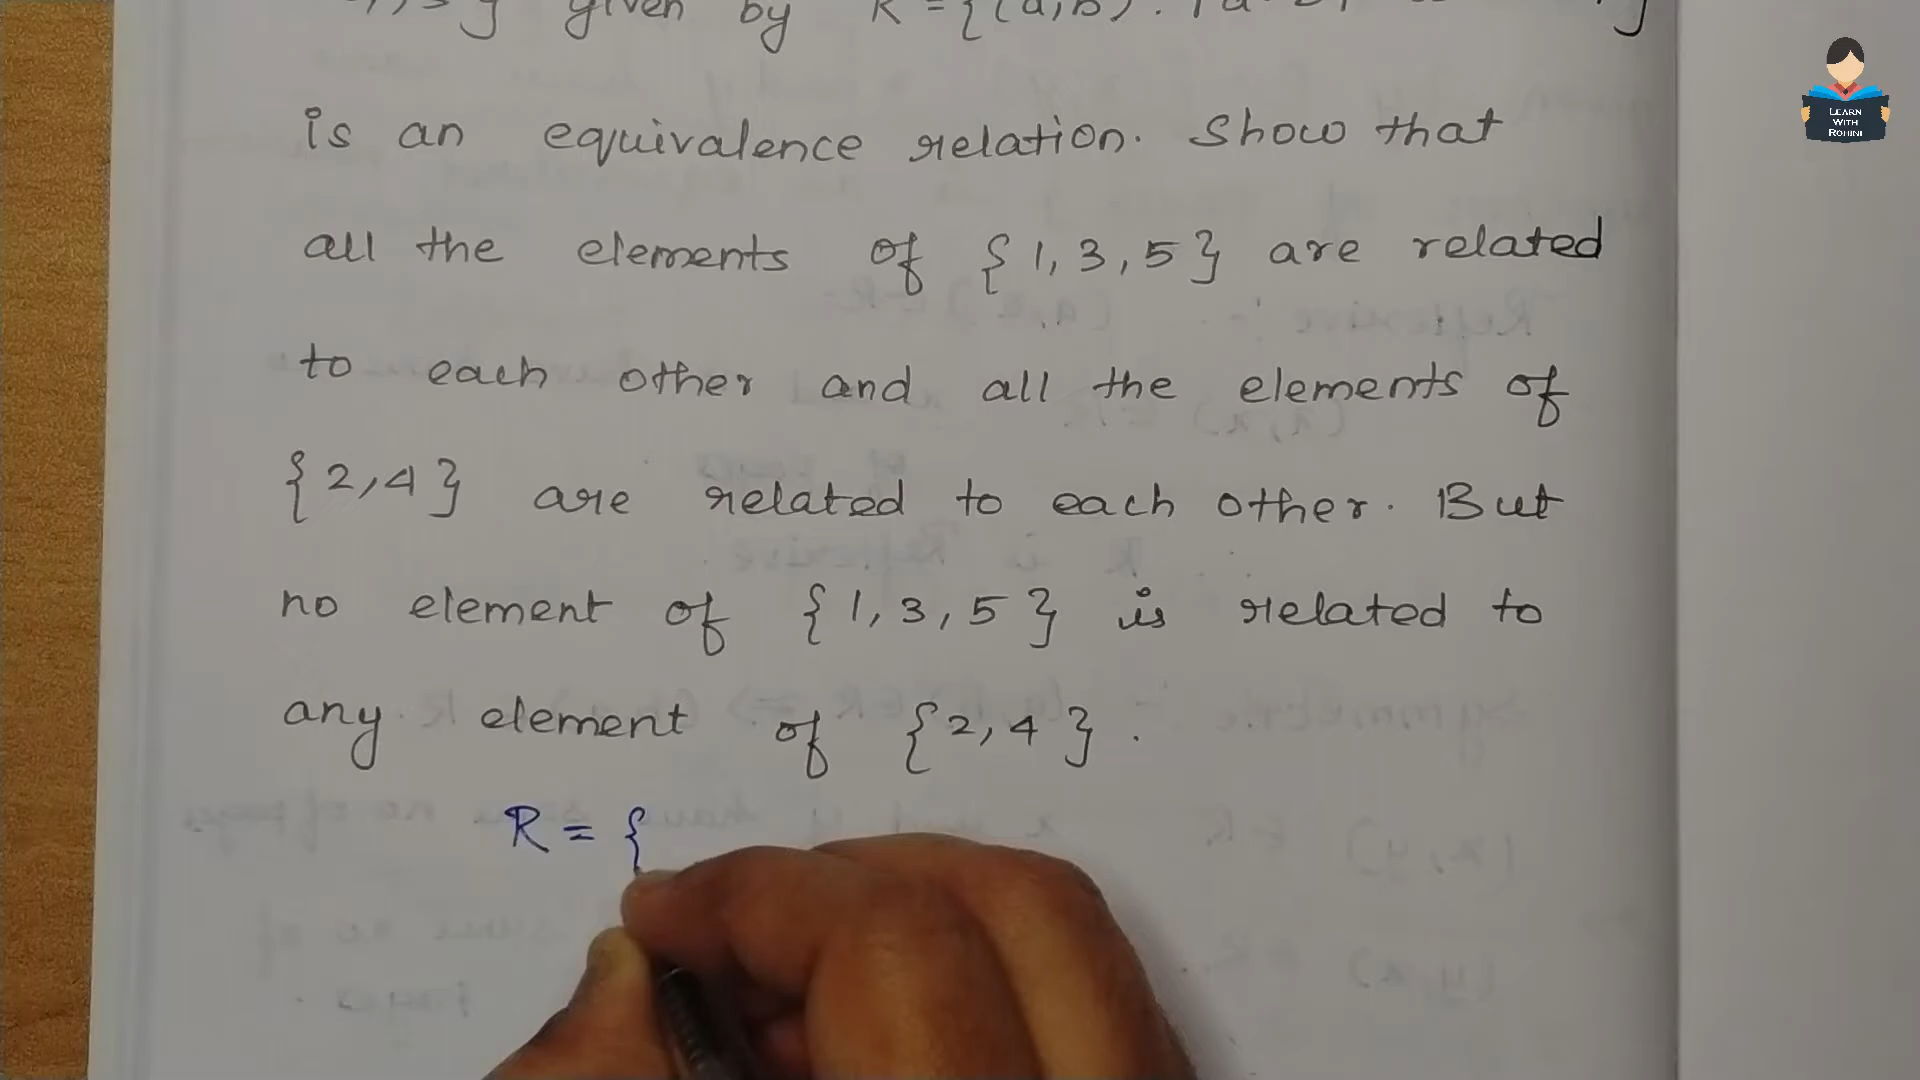 given by R = {(a,b) : |a
is an equivalence relation. Show that
all the elements of {1, 3, 5} are related
to each other and all the elements of
{2, 4} are related to each other. But
no element of {1, 3, 5} is related to
any element of {2, 4}.
R = {
LEARN
WITH
ROHINI